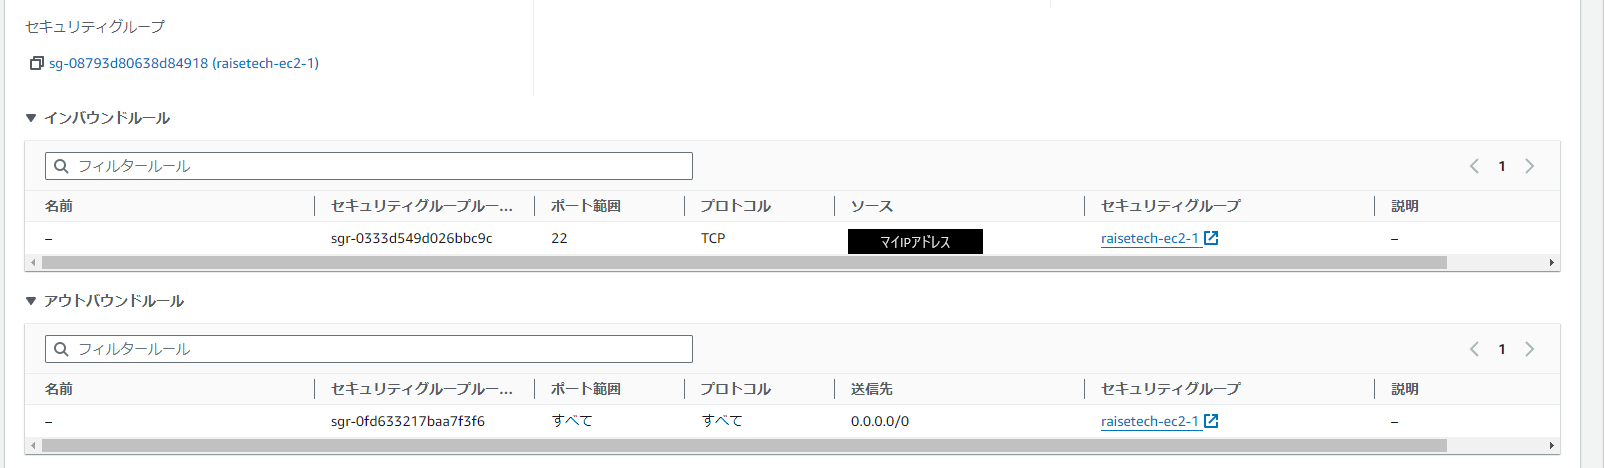 セキュリティグループ
sg-08793d80638d84918 (raisetech-ec2-1)
インバウンドルール
フィルタールール
1
名前 セキュリティグループルー... ポート範囲 プロトコル ソース セキュリティグループ 説明
– sgr-0333d549d026bbc9c 22 TCP マイIPアドレス raisetech-ec2-1 –
アウトバウンドルール
フィルタールール
1
名前 セキュリティグループルー... ポート範囲 プロトコル 送信先 セキュリティグループ 説明
– sgr-0fd633217baa7f3f6 すべて すべて 0.0.0.0/0 raisetech-ec2-1 –